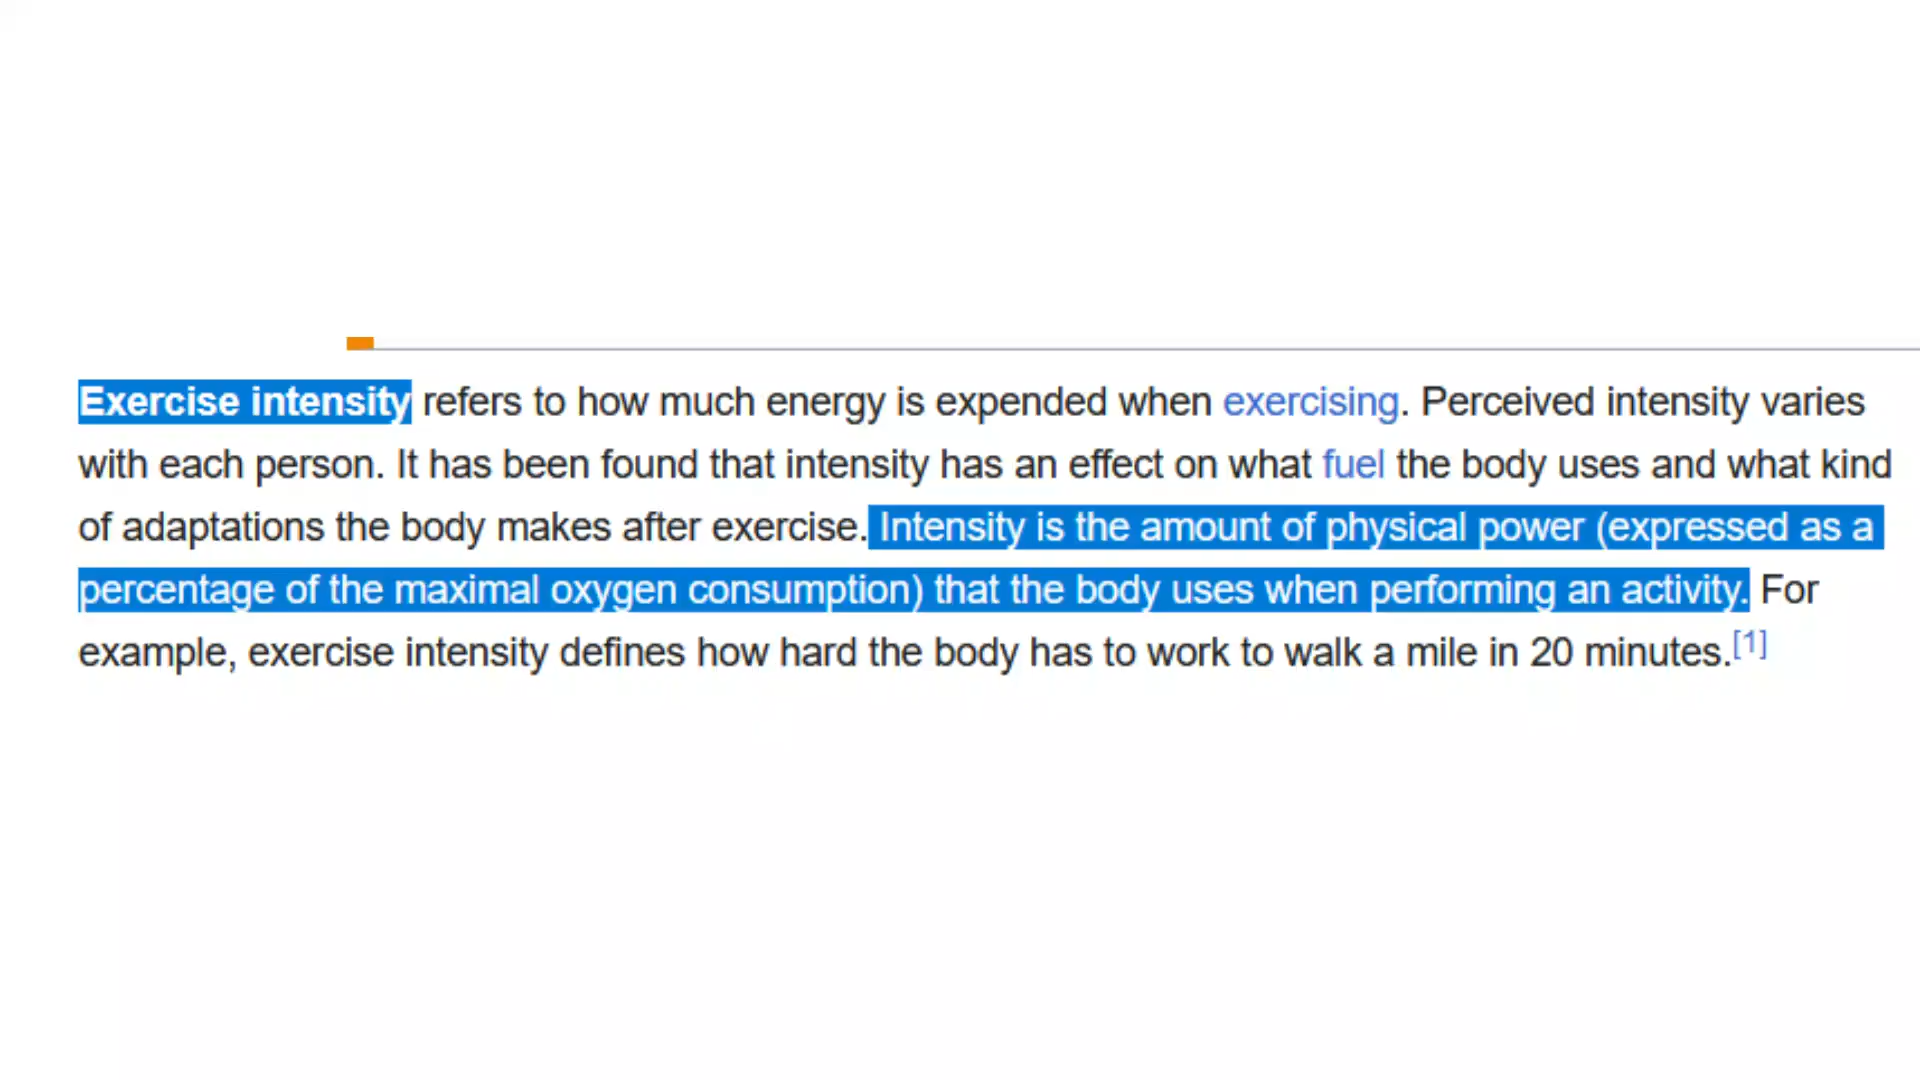 Exercise intensity refers to how much energy is expended when exercising. Perceived intensity varies
with each person. It has been found that intensity has an effect on what fuel the body uses and what kind
of adaptations the body makes after exercise. Intensity is the amount of physical power (expressed as a
percentage of the maximal oxygen consumption) that the body uses when performing an activity. For
example, exercise intensity defines how hard the body has to work to walk a mile in 20 minutes.[1]